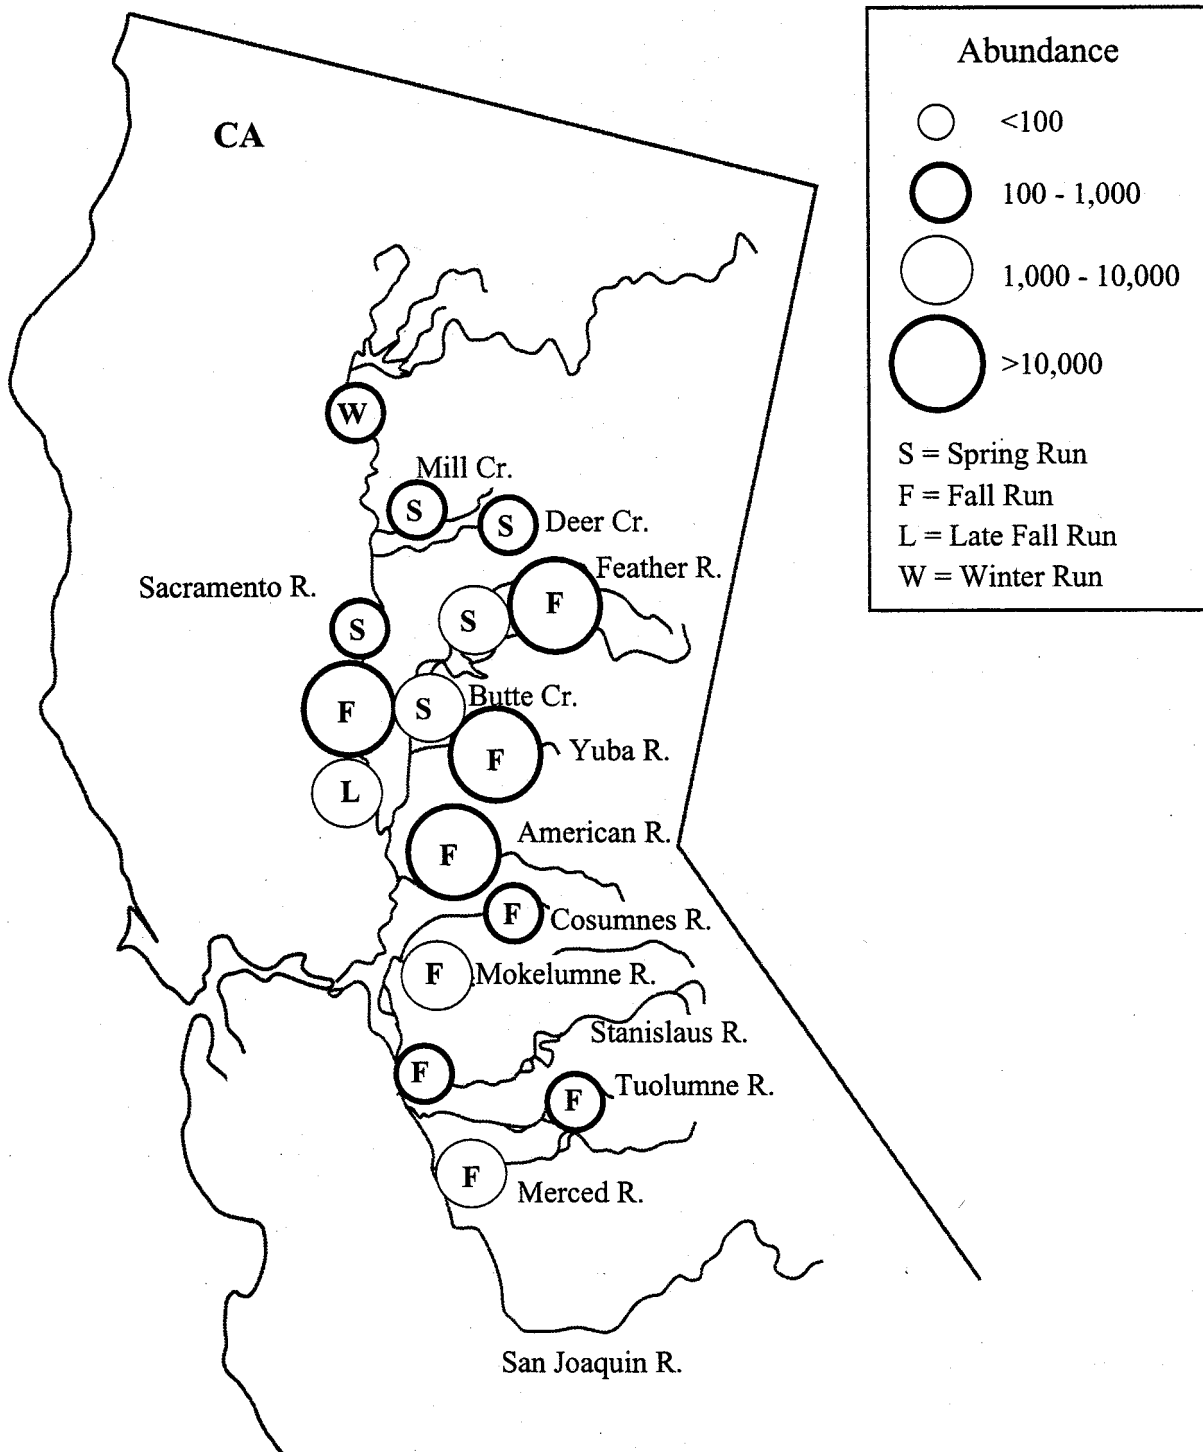 Abundance
CA
<100
100 - 1,000
1,000 - 10,000
>10,000
S = Spring Run
F = Fall Run
L = Late Fall Run
W = Winter Run
W
Mill Cr.
S
S
Deer Cr.
Feather R.
Sacramento R.
F
S
S
Butte Cr.
F
S
F
Yuba R.
L
American R.
F
F
Cosumnes R.
F
Mokelumne R.
Stanislaus R.
F
Tuolumne R.
F
F
Merced R.
San Joaquin R.